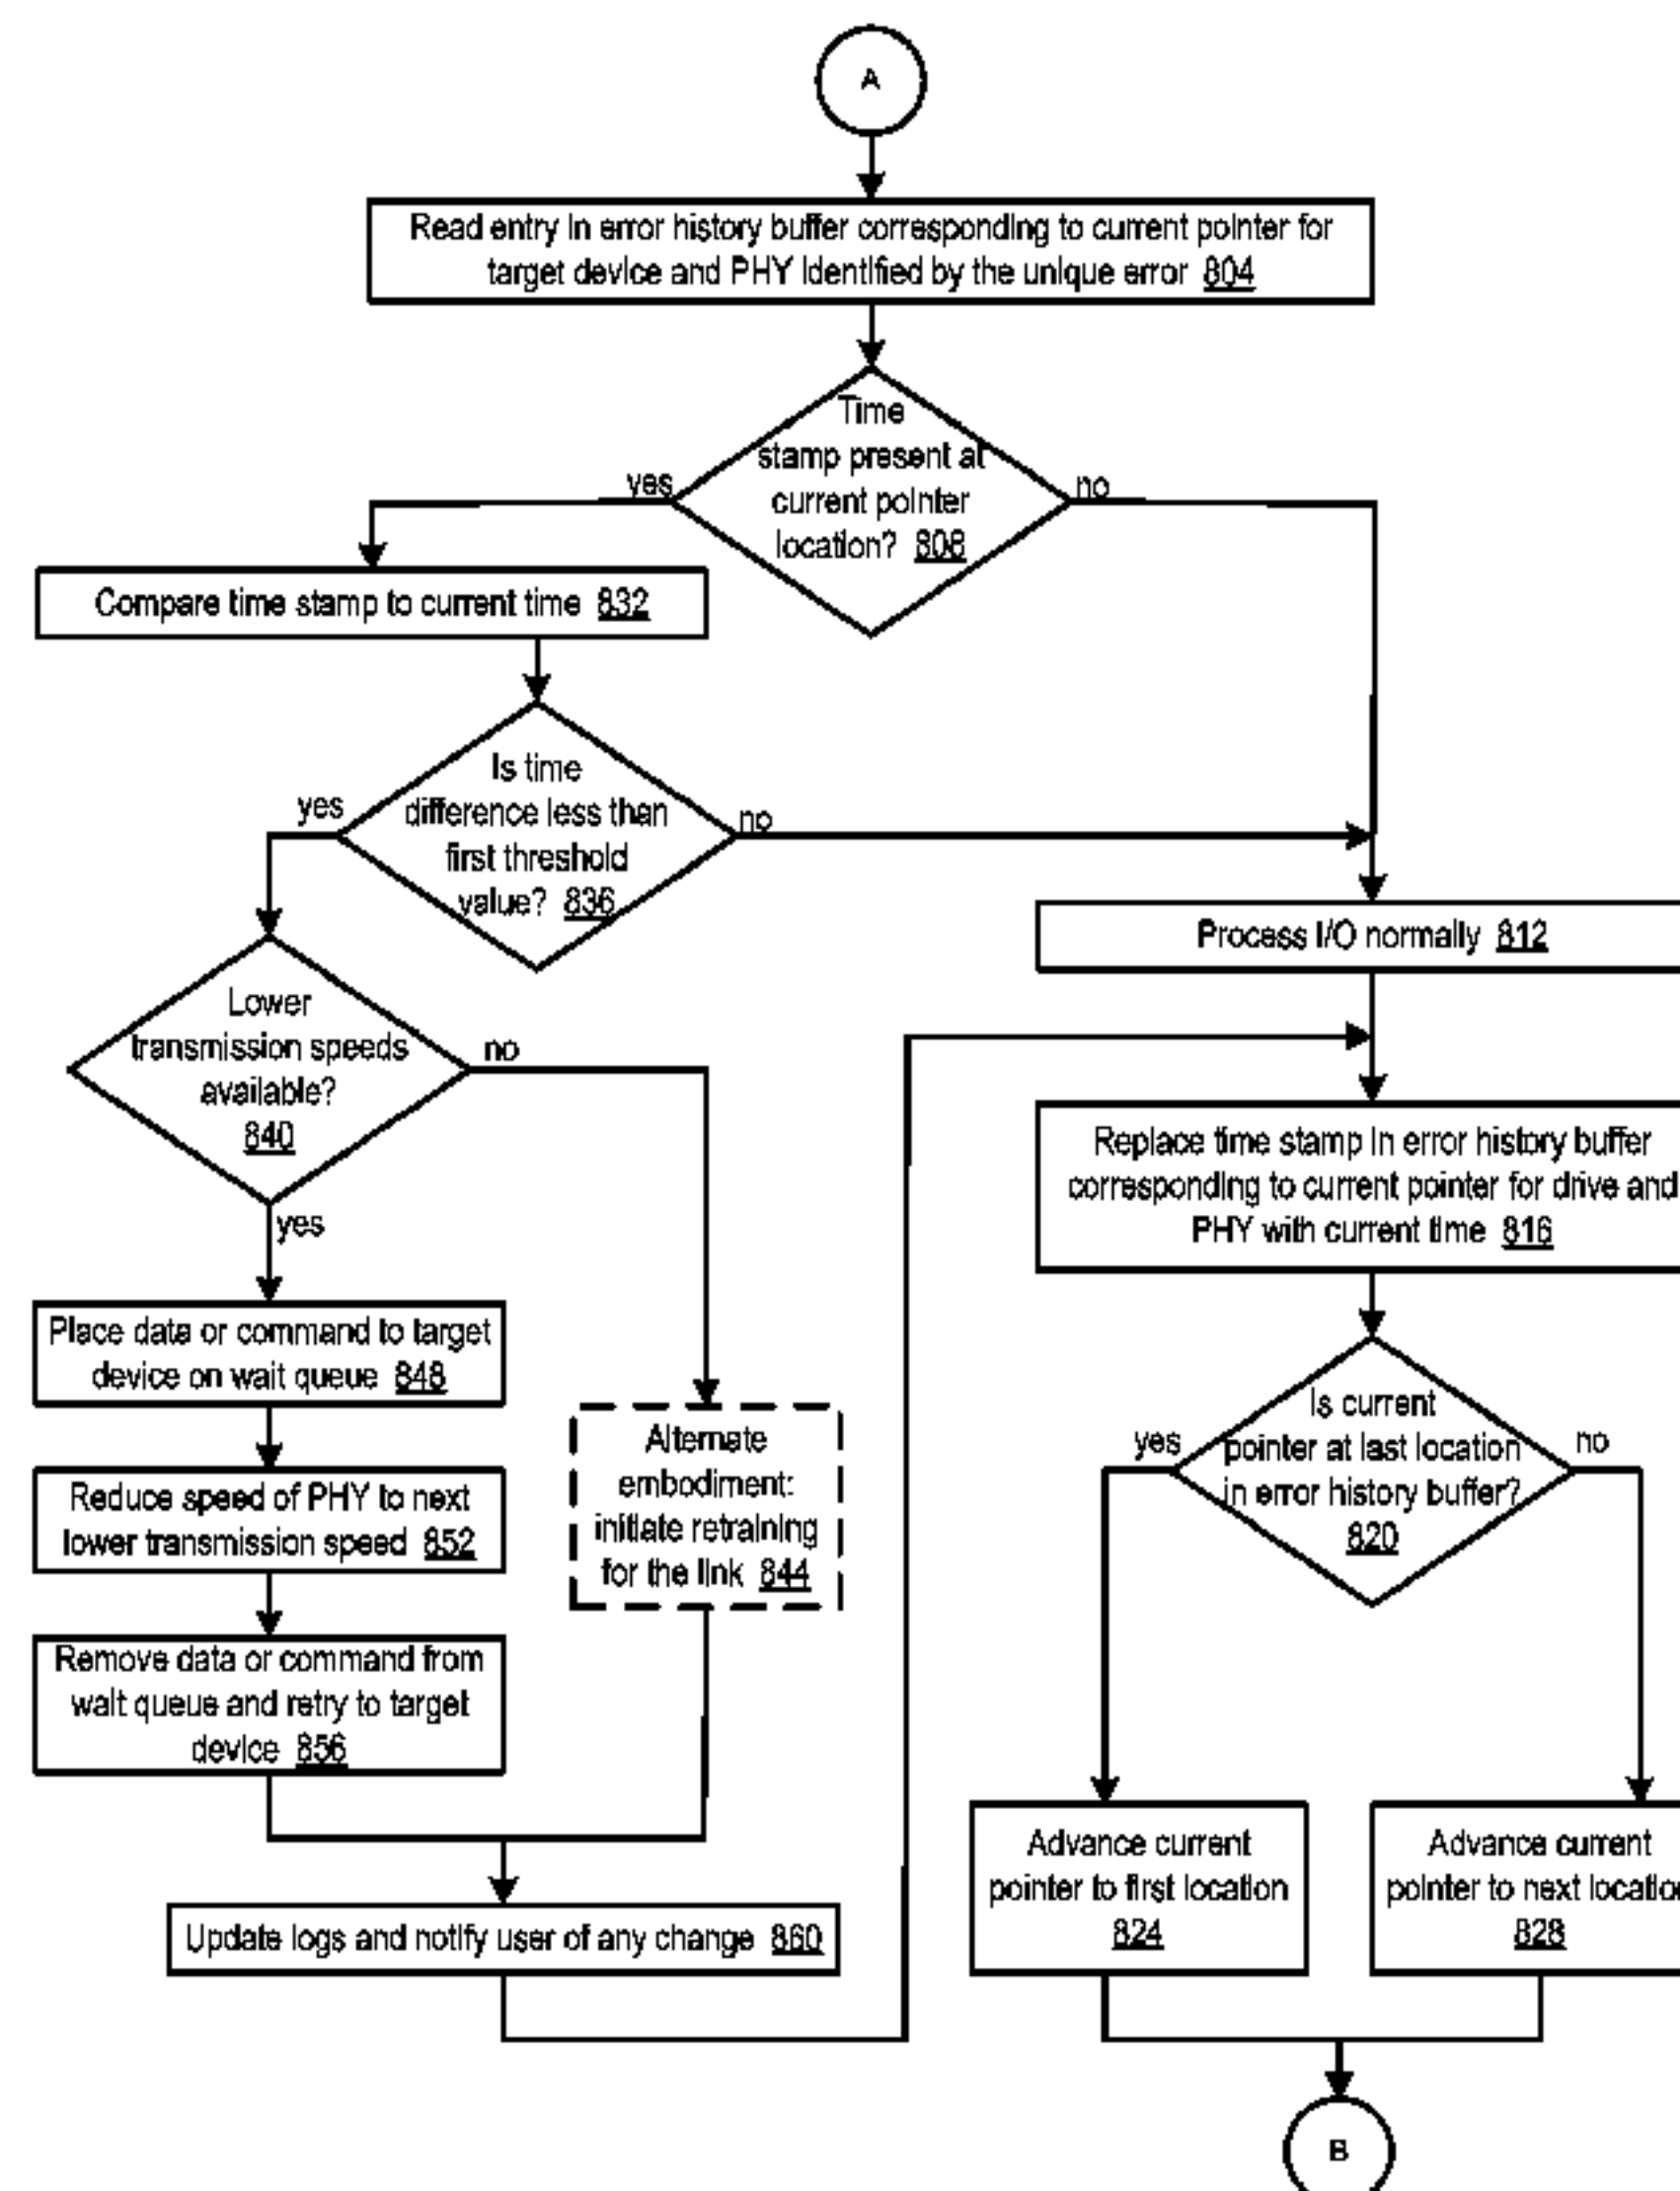 A
Read entry in error history buffer corresponding to current pointer for
target device and PHY identified by the unique error 804
Time
stamp present at
current pointer
location? 808
yes
no
Compare time stamp to current time 832
Is time
difference less than
first threshold
value? 836
yes
no
Process I/O normally 812
Lower
transmission speeds
available?
840
no
yes
Replace time stamp in error history buffer
corresponding to current pointer for drive and
PHY with current time 816
Place data or command to target
device on wait queue 848
Is current
pointer at last location
in error history buffer?
820
yes
no
Alternate
embodiment:
initiate retraining
for the link 844
Reduce speed of PHY to next
lower transmission speed 852
Remove data or command from
wait queue and retry to target
device 856
Advance current
pointer to first location
824
Advance current
pointer to next
828
Update logs and notify user of any change 860
B